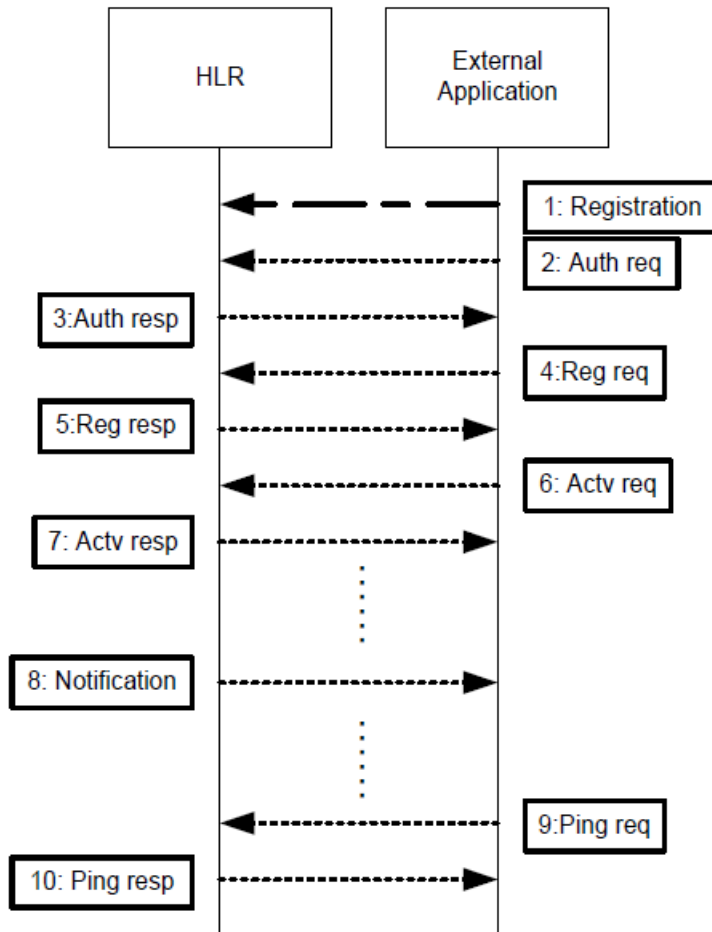 HLR
External
Application
1: Registration
2: Auth req
3:Auth resp
4:Reg req
5:Reg resp
6: Actv req
7: Actv resp
8: Notification
9:Ping req
10: Ping resp